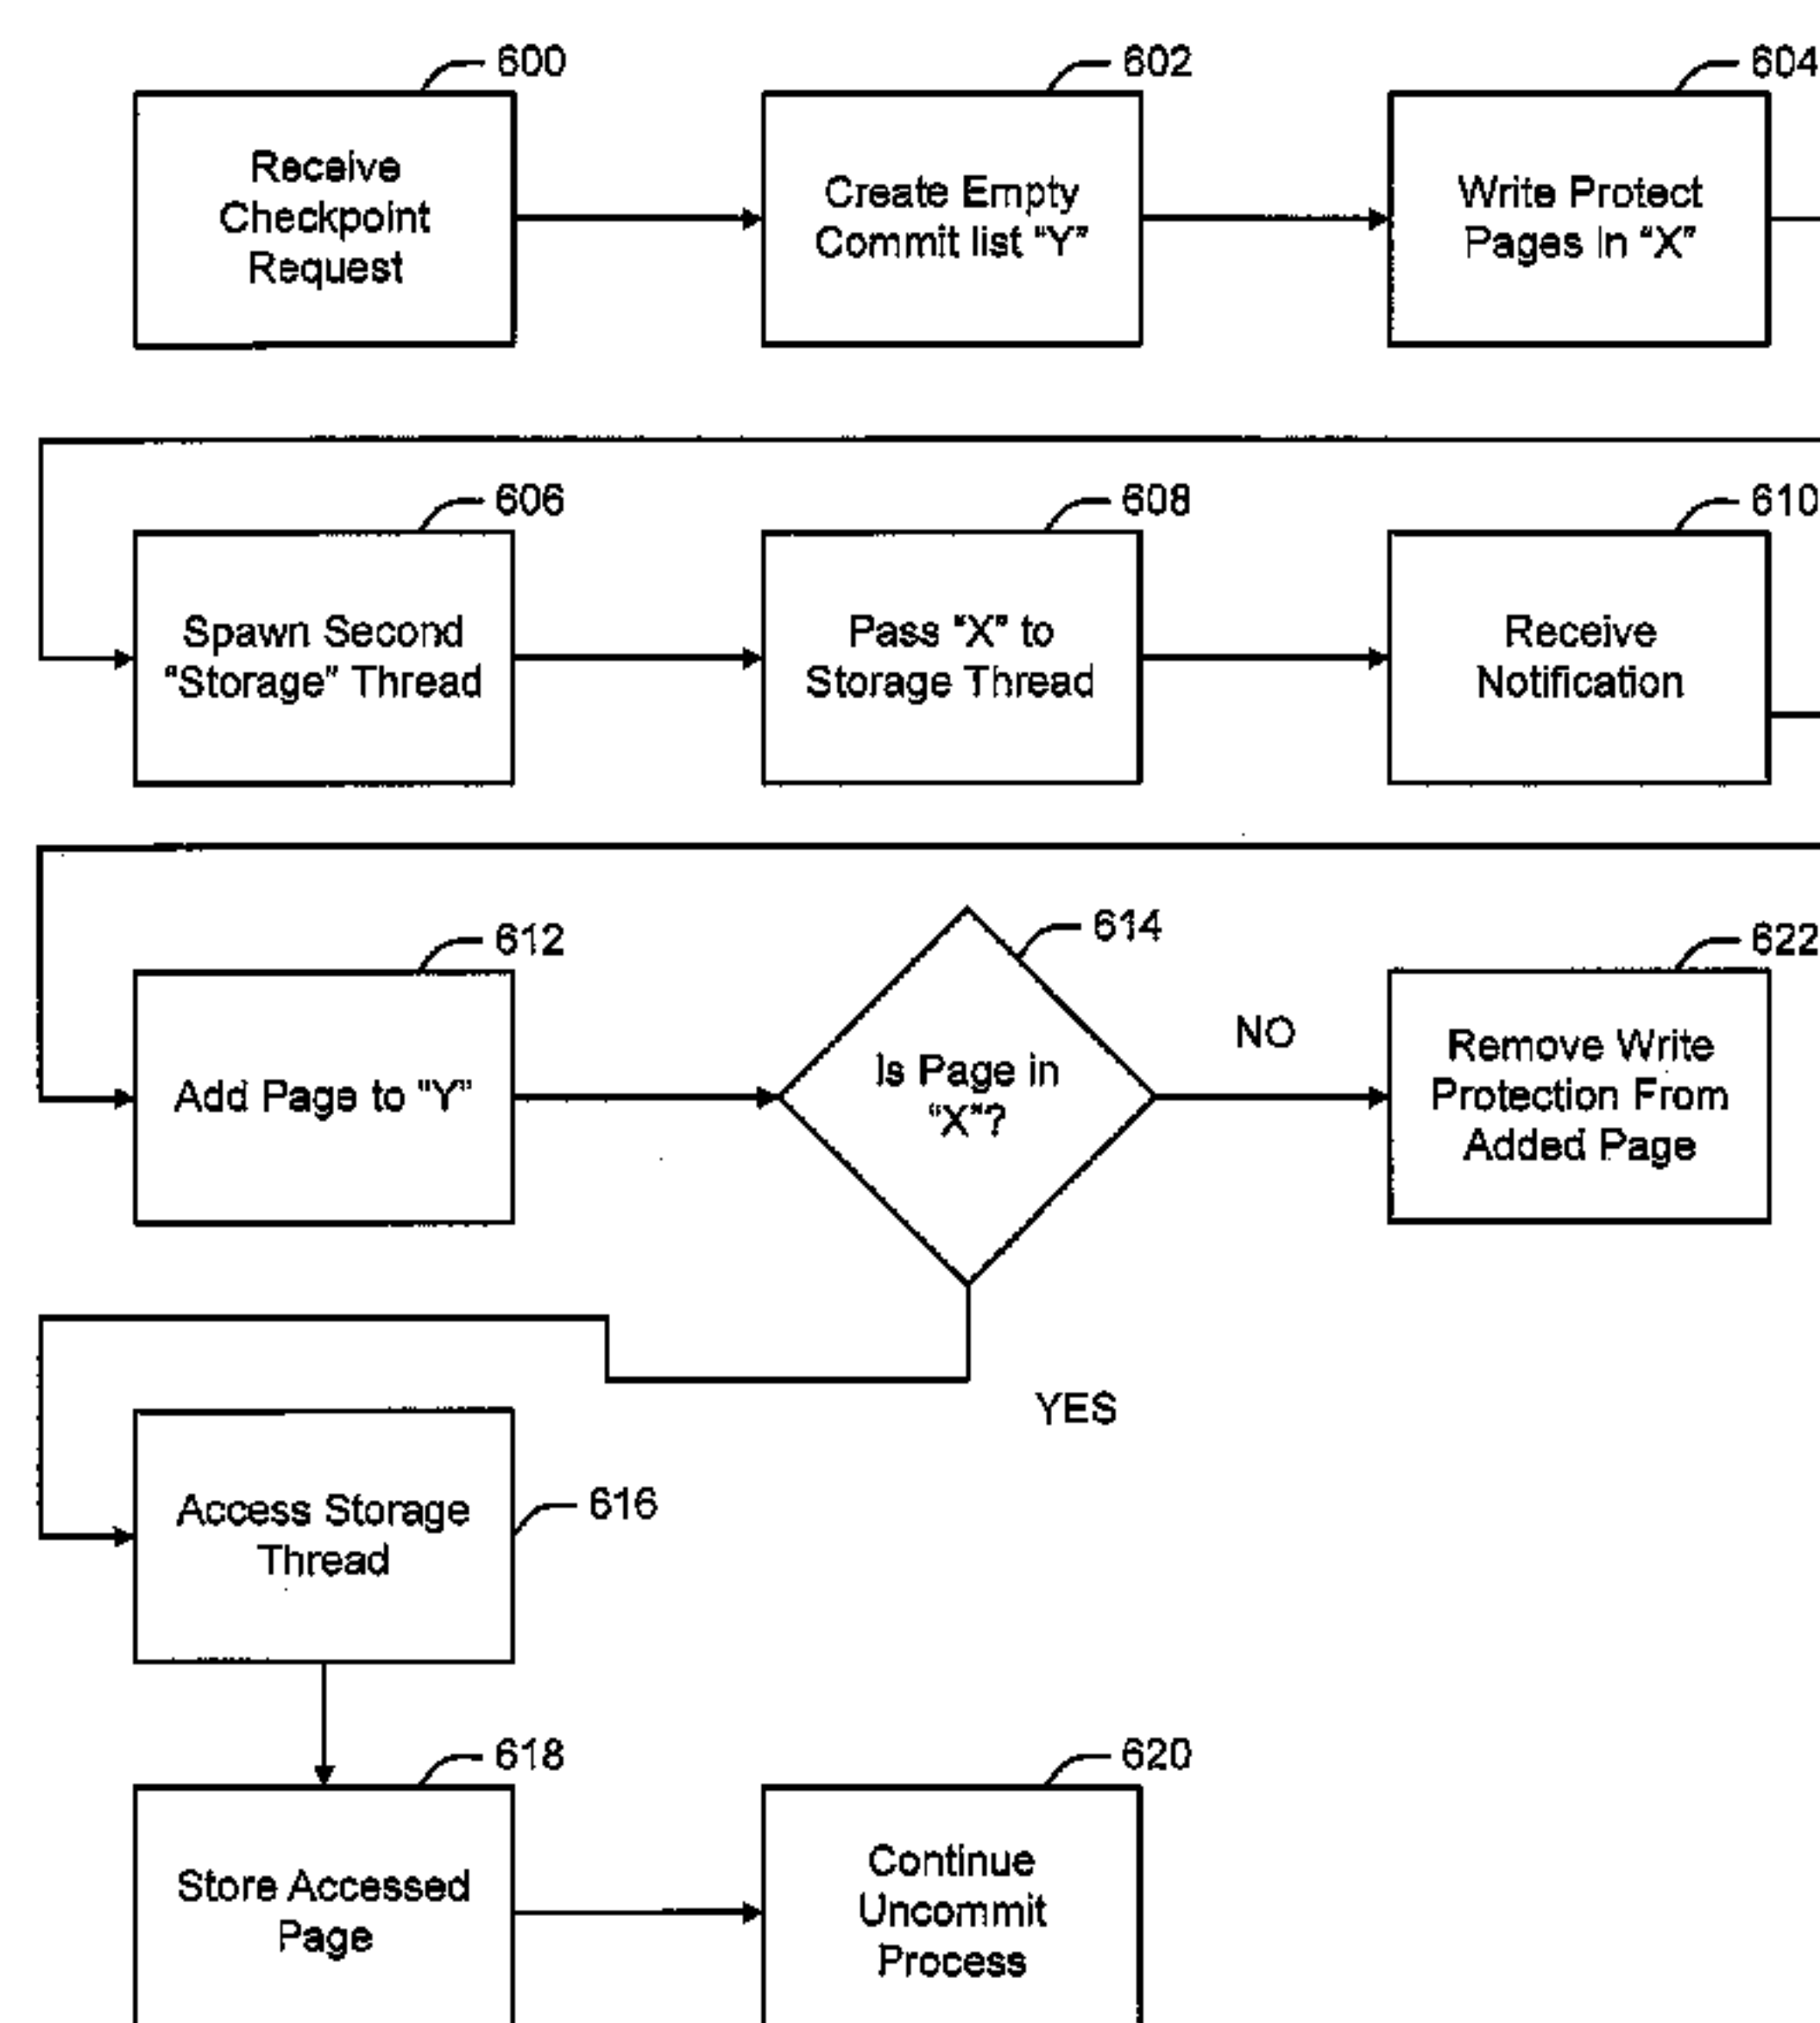 600
Receive
Checkpoint
Request
602
Create Empty
Commit list "Y"
604
Write Protect
Pages In "X"
606
Spawn Second
"Storage" Thread
608
Pass "X" to
Storage Thread
610
Receive
Notification
612
Add Page to "Y"
614
Is Page in
"X"?
NO
622
Remove Write
Protection From
Added Page
YES
616
Access Storage
Thread
618
Store Accessed
Page
620
Continue
Uncommit
Process